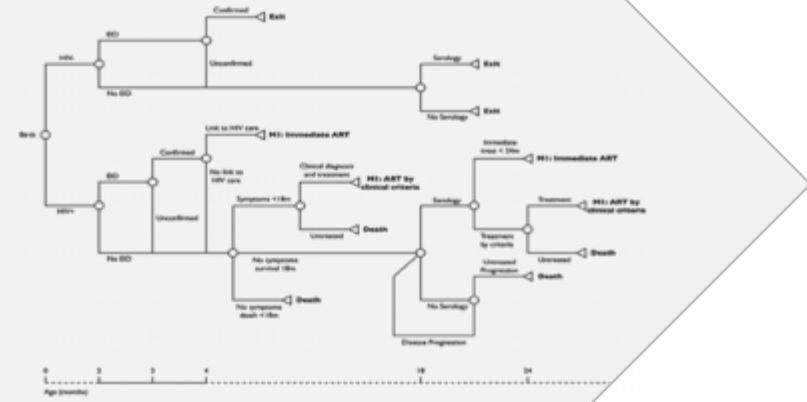 Confirmed
Exit
EID
HIV-
Unconfirmed
Serology
Exit
No EID
No Serology
Exit
Birth
Link to HIV care
M1: Immediate ART
Immediate
treat < 24m
M1: Immediate ART
Confirmed
No link to
HIV care
Clinical diagnosis
and treatment
M2: ART by
clinical criteria
EID
Symptoms <18m
Serology
Treatment
M2: ART by
clinical criteria
HIV+
Unconfirmed
Untreated
Death
Treatment
by criteria
Untreated
Death
No EID
No symptoms
survival 18m
Untreated
Progression
Death
No symptoms
death <18m
Death
No Serology
Disease Progression
0
2
3
4
18
24
Age (months)